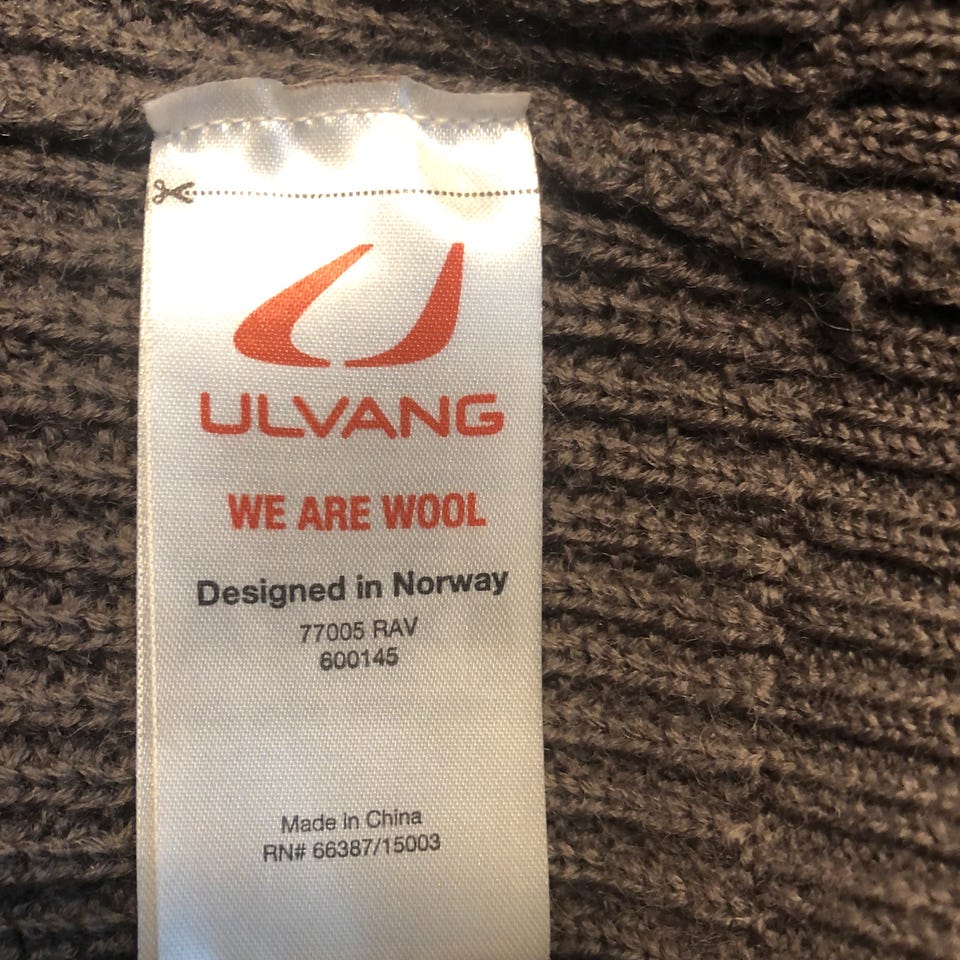 ULVANG
WE ARE WOOL
Designed in Norway
77005 RAV
600145
Made in China
RN# 66387/15003